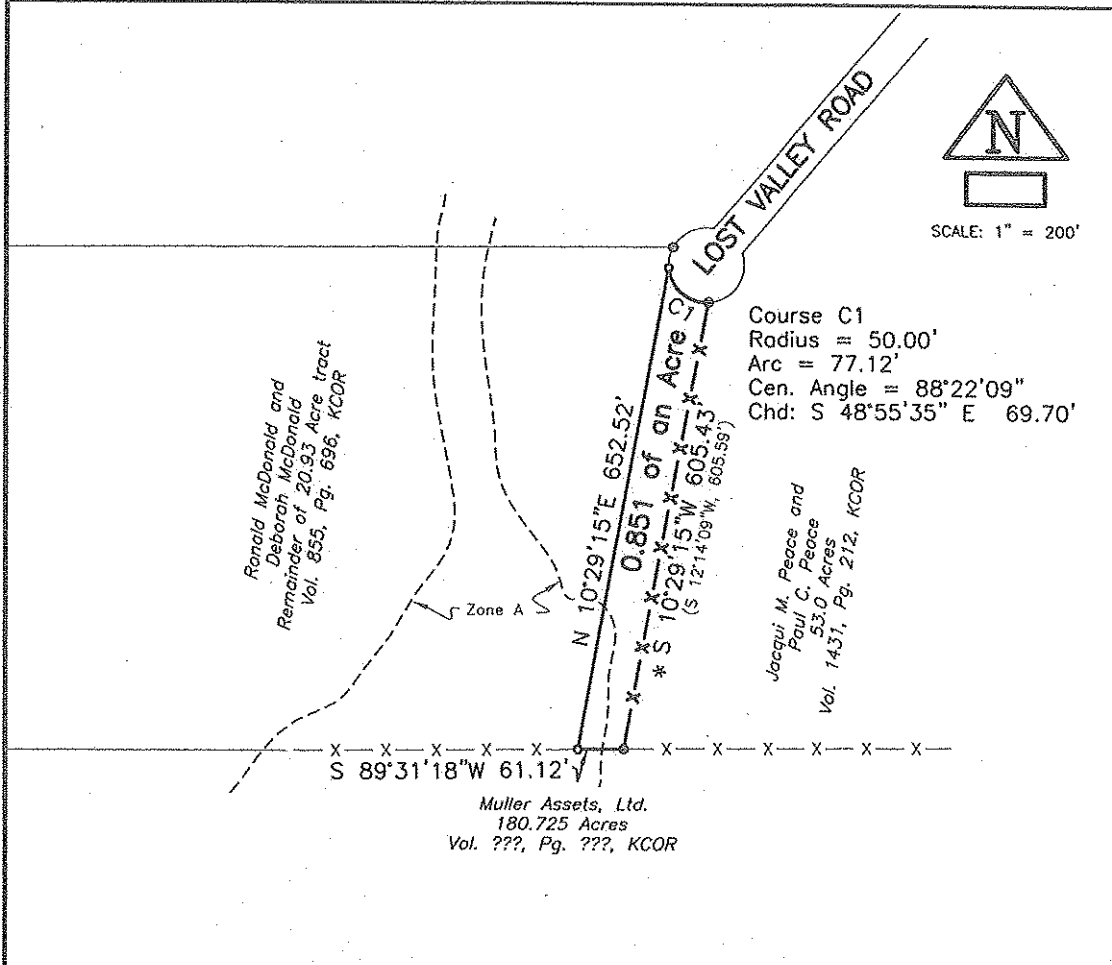 LOST VALLEY ROAD
N
SCALE: 1" = 200'
Course C1
Radius = 50.00'
Arc = 77.12'
Cen. Angle = 88°22'09"
Chd: S 48°55'35" E 69.70'
C1
N 10°29'15"E 652.52'
0.851 of an Acre
* S 10°29'15"W 605.43'
(S 12°14'09"W, 605.59')
Ronald McDonald and
Deborah McDonald
Remainder of 20.93 Acre tract
Vol. 855, Pg. 696, KCOR
Zone A
Jacqui M. Peace and
Paul C. Peace
53.0 Acres
Vol. 1431, Pg. 212, KCOR
S 89°31'18"W 61.12'
Muller Assets, Ltd.
180.725 Acres
Vol. ???, Pg. ???, KCOR